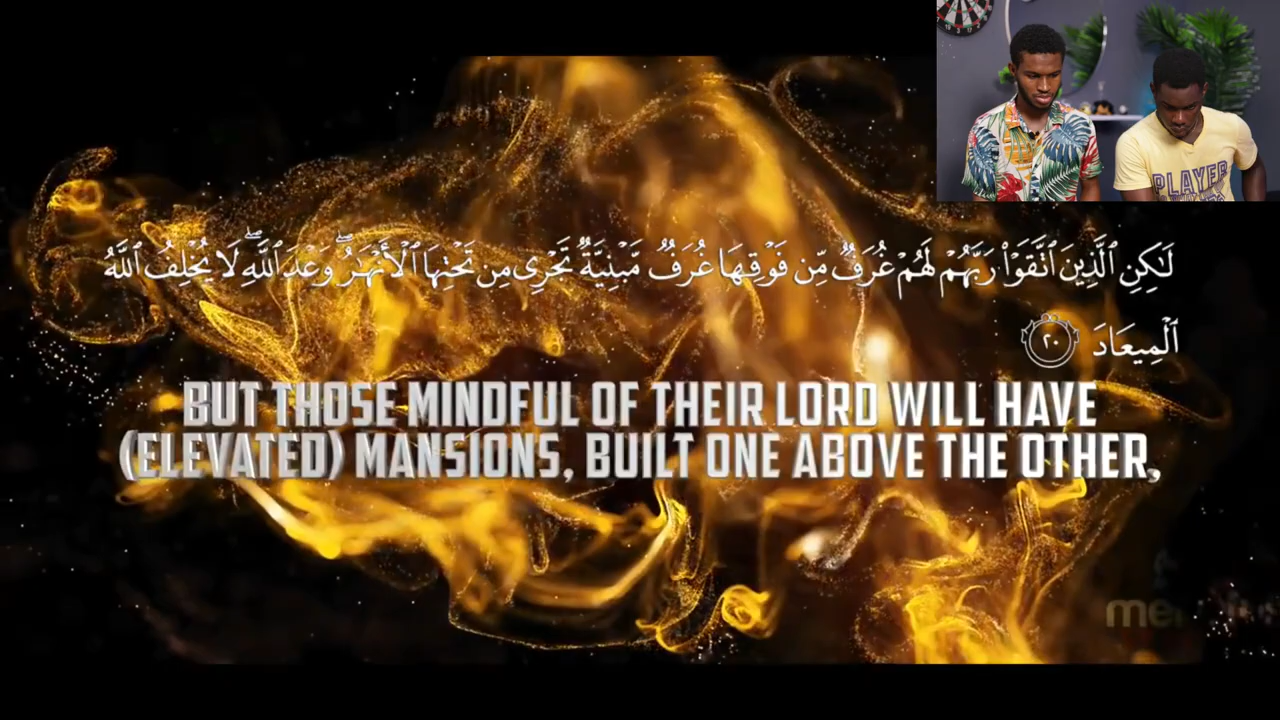 لَٰكِنِ ٱلَّذِينَ ٱتَّقَوْا۟ رَبَّهُمْ لَهُمْ غُرَفٌ مِّن فَوْقِهَا غُرَفٌ مَّبْنِيَّةٌ تَجْرِى مِن تَحْتِهَا ٱلْأَنْهَٰرُ ۖ وَعْدَ ٱللَّهِ ۖ لَا يُخْلِفُ ٱللَّهُ
ٱلْمِيعَادَ ٢٠
BUT THOSE MINDFUL OF THEIR LORD WILL HAVE
(ELEVATED) MANSIONS, BUILT ONE ABOVE THE OTHER,
PLAYER